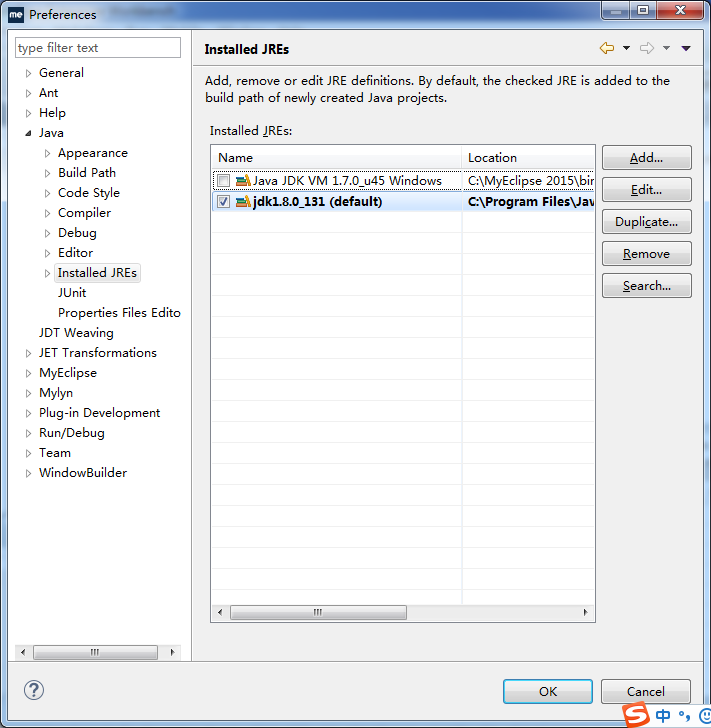 me Preferences
type filter text
General
Ant
Help
Java
Appearance
Build Path
Code Style
Compiler
Debug
Editor
Installed JREs
JUnit
Properties Files Edito
JDT Weaving
JET Transformations
MyEclipse
Mylyn
Plug-in Development
Run/Debug
Team
WindowBuilder
Installed JREs
Add, remove or edit JRE definitions. By default, the checked JRE is added to the
build path of newly created Java projects.
Installed JREs:
Name Location
Java JDK VM 1.7.0_u45 Windows C:\MyEclipse 2015\bin
jdk1.8.0_131 (default) C:\Program Files\Jav
Add...
Edit...
Duplicate...
Remove
Search...
?
OK Cancel
S 中 °,